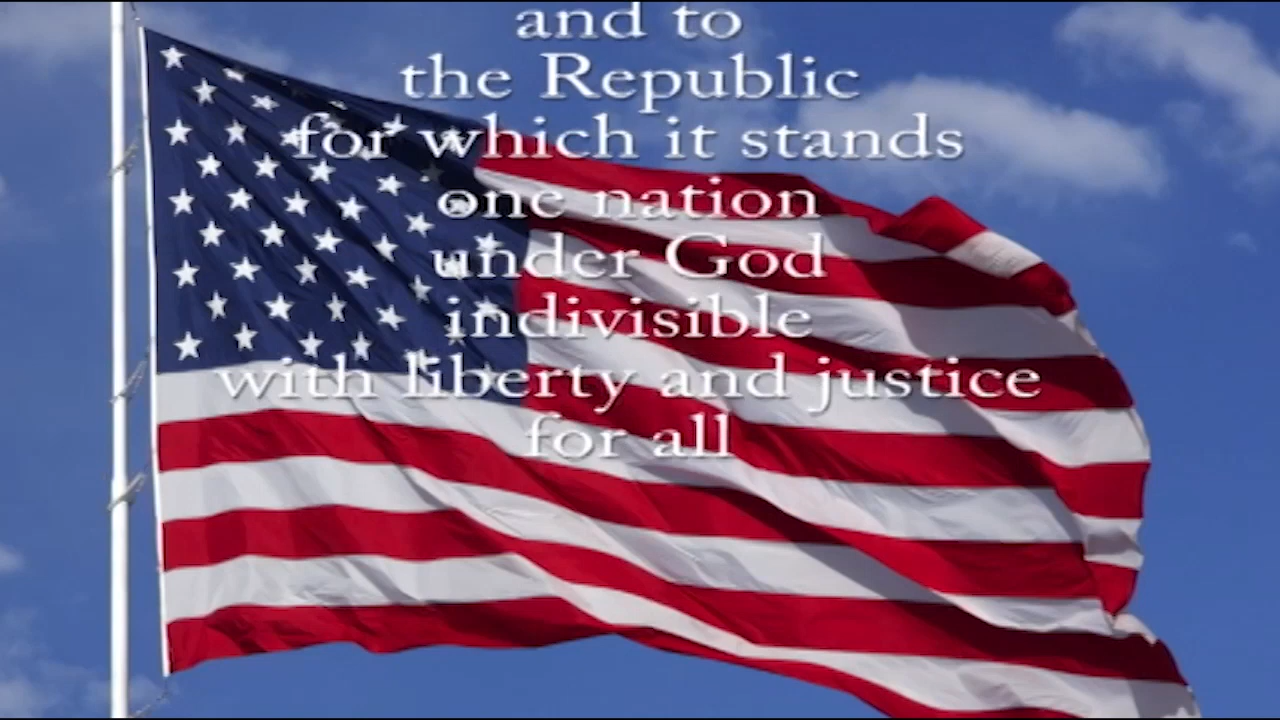 and to
the Republic
for which it stands
one nation
under God
indivisible
with liberty and justice
for all